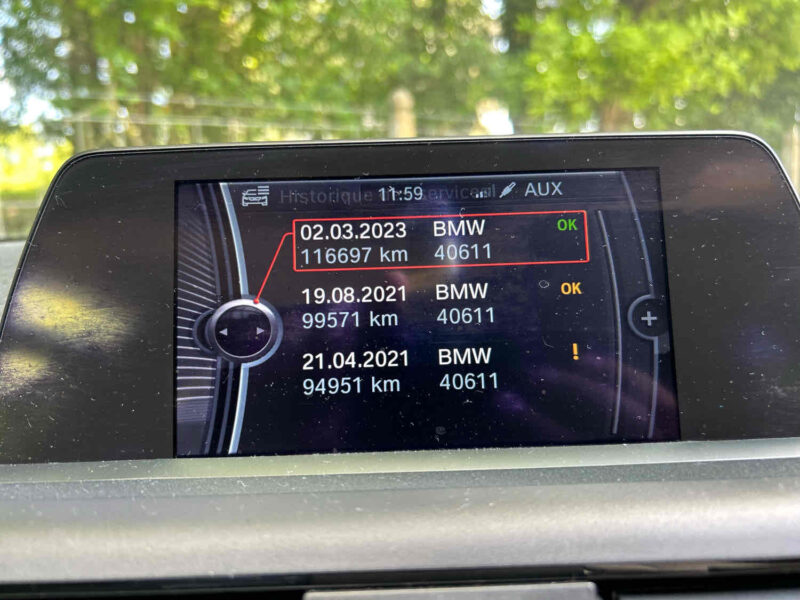 Historique 11:59 AUX
02.03.2023 BMW OK
116697 km 40611
19.08.2021 BMW OK
99571 km 40611
21.04.2021 BMW !
94951 km 40611
+